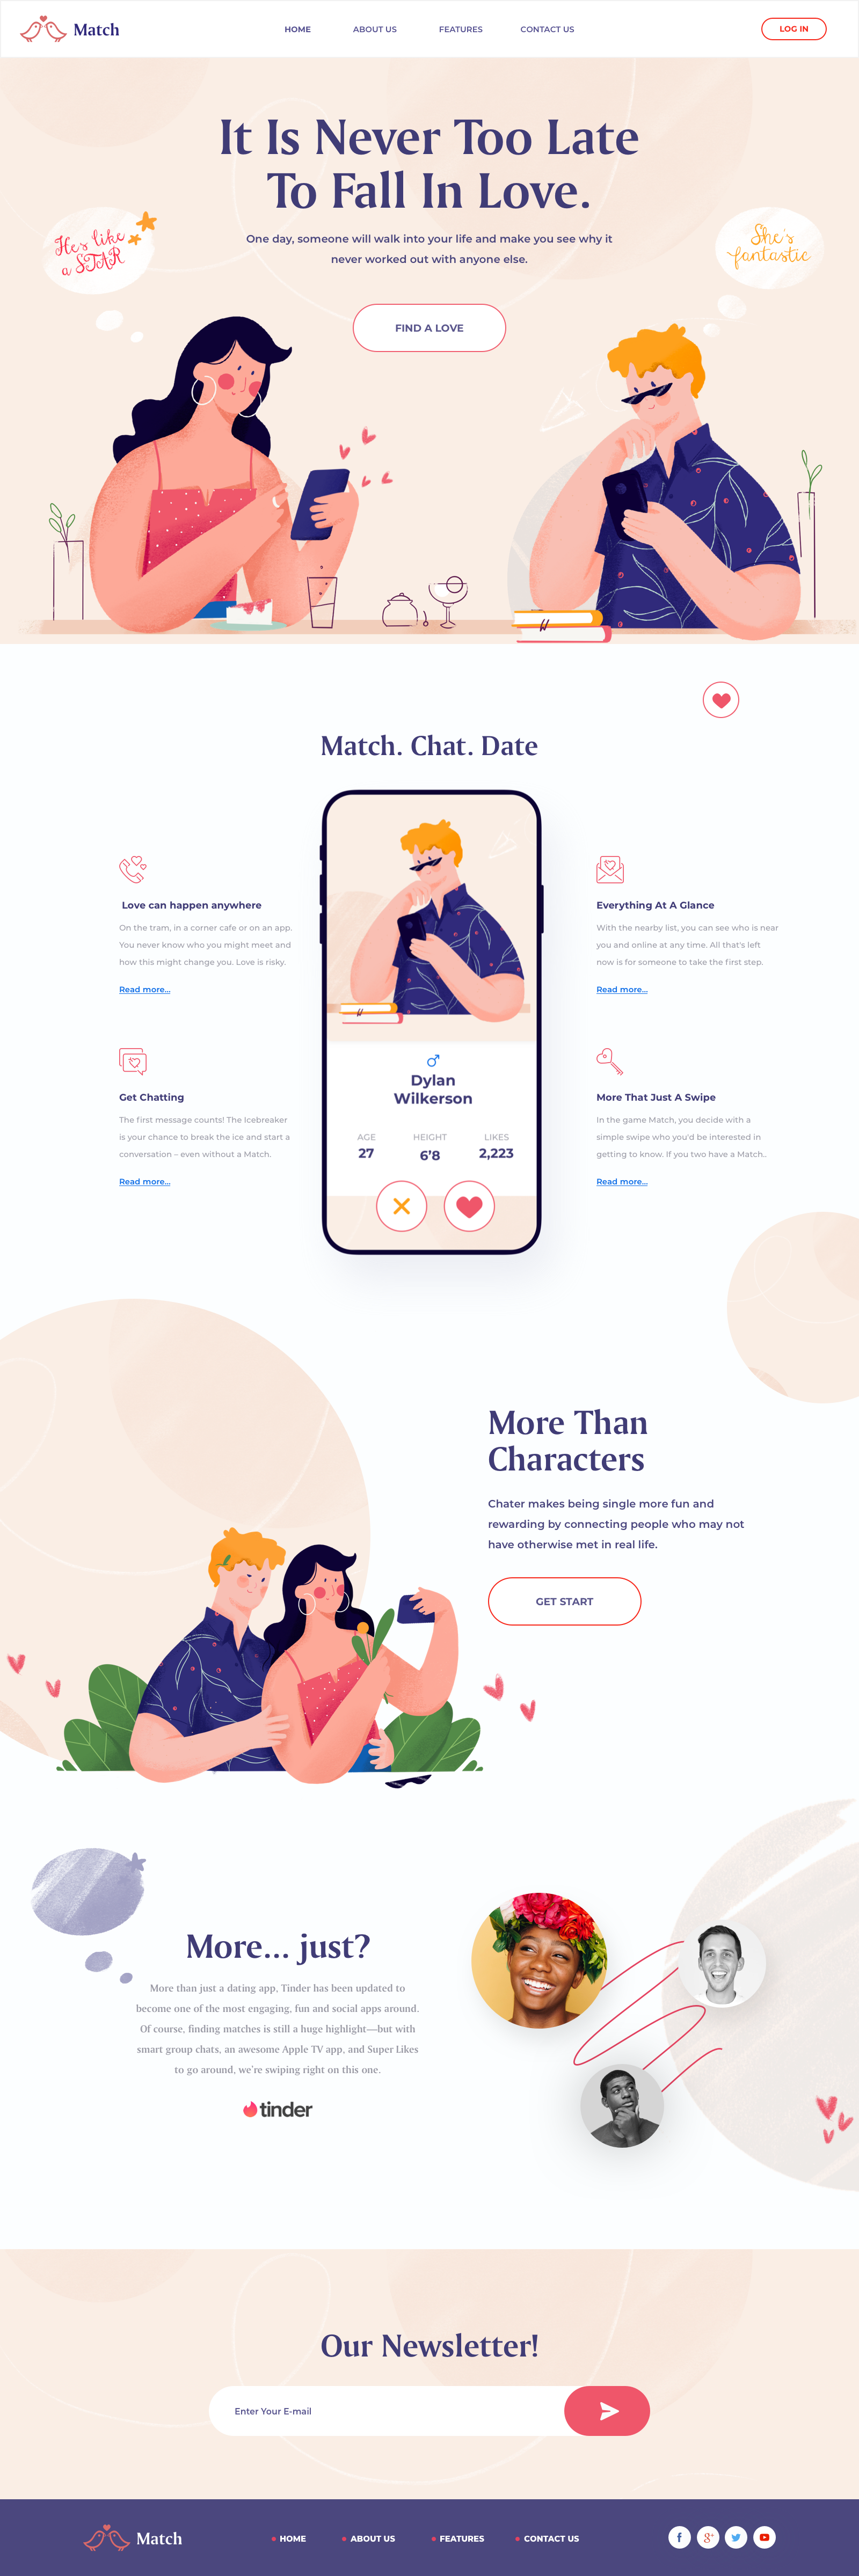 Match
HOME
ABOUT US
FEATURES
CONTACT US
LOG IN
It Is Never Too Late
To Fall In Love.
One day, someone will walk into your life and make you see why it
never worked out with anyone else.
He's like
a STAR
She's
fantastic
FIND A LOVE
Match. Chat. Date
Love can happen anywhere
On the tram, in a corner cafe or on an app.
You never know who you might meet and
how this might change you. Love is risky.
Read more...
Get Chatting
The first message counts! The Icebreaker
is your chance to break the ice and start a
conversation – even without a Match.
Read more...
Dylan
Wilkerson
AGE
27
HEIGHT
6'8
LIKES
2,223
Everything At A Glance
With the nearby list, you can see who is near
you and online at any time. All that's left
now is for someone to take the first step.
Read more...
More That Just A Swipe
In the game Match, you decide with a
simple swipe who you'd be interested in
getting to know. If you two have a Match..
Read more...
More Than
Characters
Chater makes being single more fun and
rewarding by connecting people who may not
have otherwise met in real life.
GET START
More... just?
More than just a dating app, Tinder has been updated to
become one of the most engaging, fun and social apps around.
Of course, finding matches is still a huge highlight—but with
smart group chats, an awesome Apple TV app, and Super Likes
to go around, we're swiping right on this one.
tinder
Our Newsletter!
Enter Your E-mail
Match
HOME
ABOUT US
FEATURES
CONTACT US